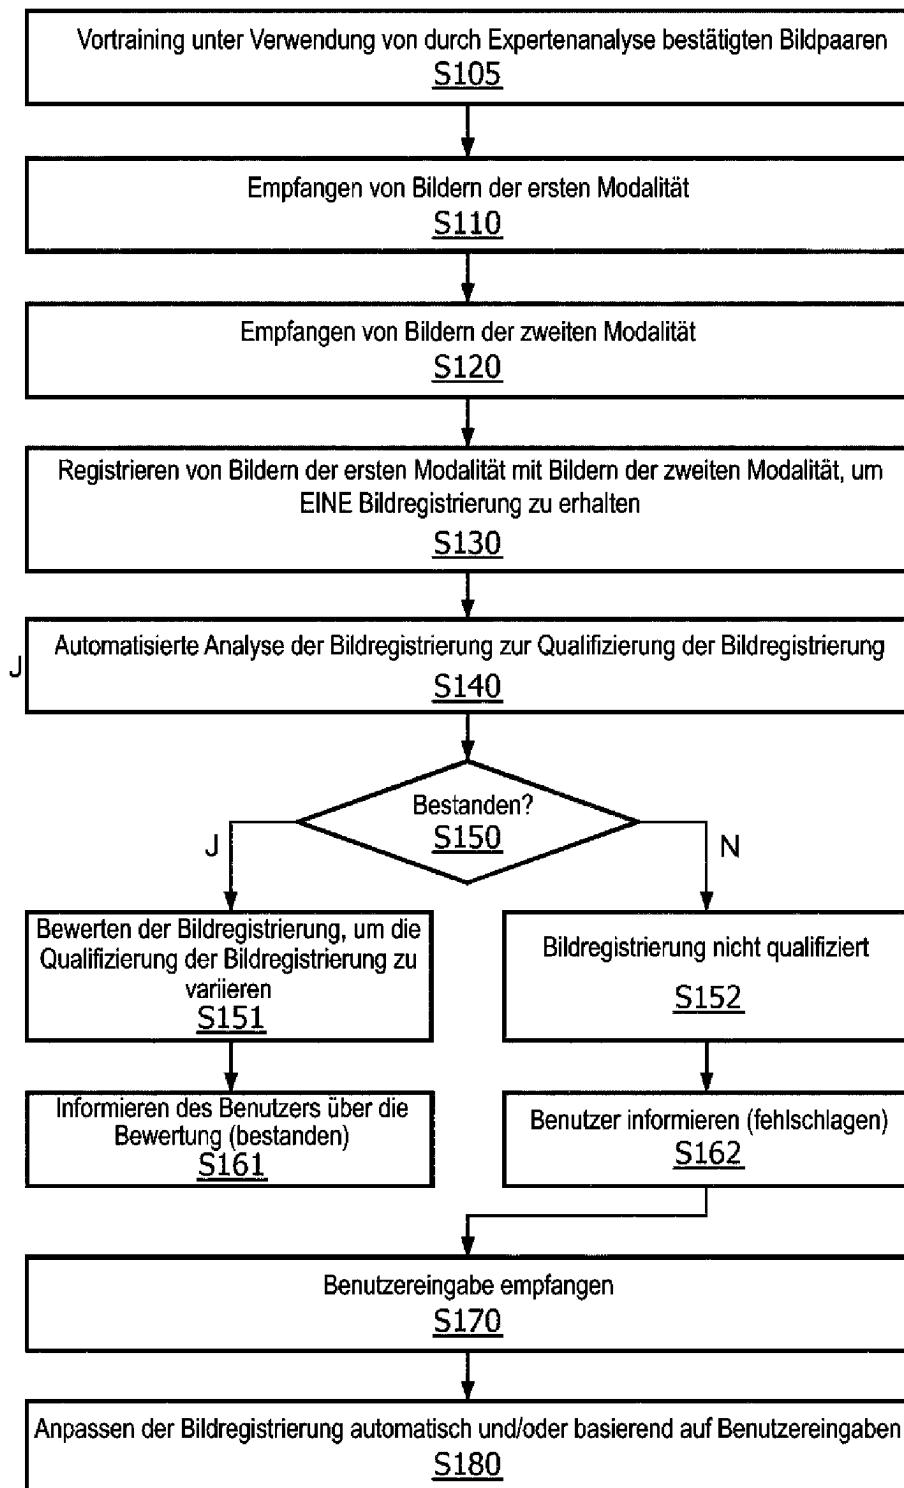 Vortraining unter Verwendung von durch Expertenanalyse bestätigten Bildpaaren
S105
Empfangen von Bildern der ersten Modalität
S110
Empfangen von Bildern der zweiten Modalität
S120
Registrieren von Bildern der ersten Modalität mit Bildern der zweiten Modalität, um
EINE Bildregistrierung zu erhalten
S130
Automatisierte Analyse der Bildregistrierung zur Qualifizierung der Bildregistrierung
J
S140
Bestanden?
S150
J
N
Bewerten der Bildregistrierung, um die
Qualifizierung der Bildregistrierung zu
variieren
S151
Bildregistrierung nicht qualifiziert
S152
Informieren des Benutzers über die
Bewertung (bestanden)
S161
Benutzer informieren (fehlschlagen)
S162
Benutzereingabe empfangen
S170
Anpassen der Bildregistrierung automatisch und/oder basierend auf Benutzereingaben
S180